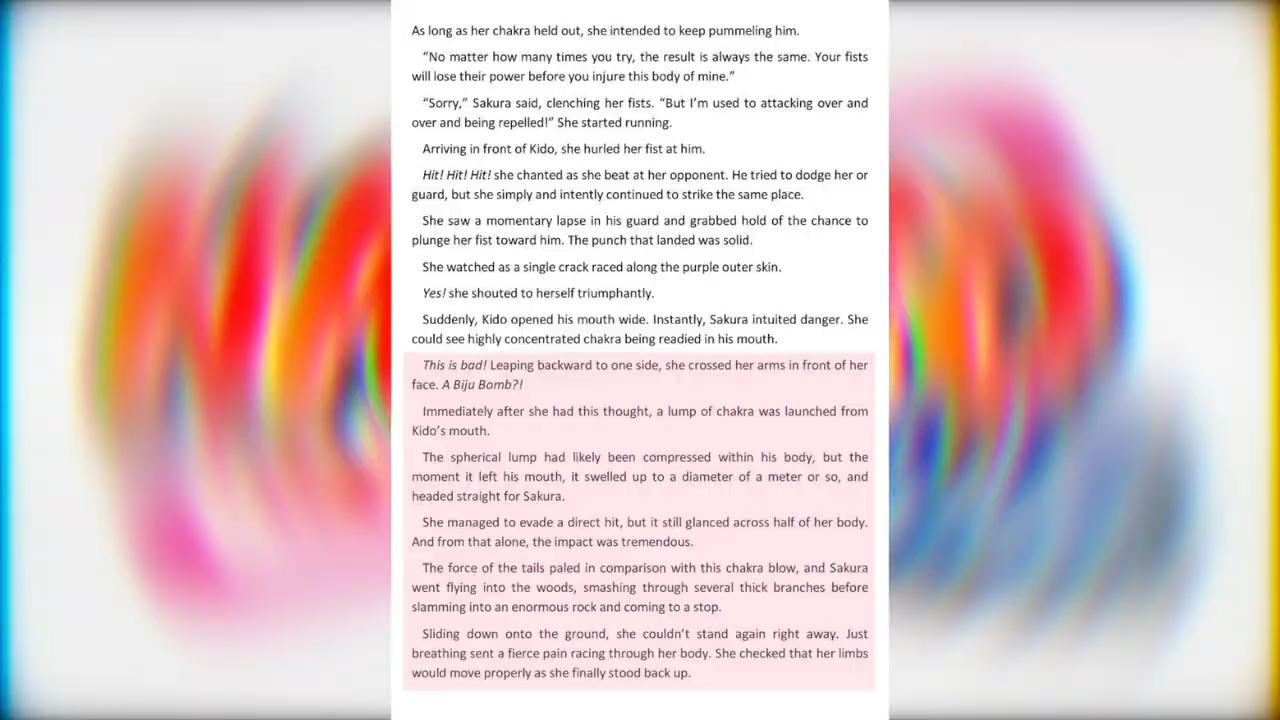 As long as her chakra held out, she intended to keep pummeling him.
“No matter how many times you try, the result is always the same. Your fists
will lose their power before you injure this body of mine.”
“Sorry,” Sakura said, clenching her fists. “But I’m used to attacking over and
over and being repelled!” She started running.
Arriving in front of Kido, she hurled her fist at him.
Hit! Hit! Hit! she chanted as she beat at her opponent. He tried to dodge her or
guard, but she simply and intently continued to strike the same place.
She saw a momentary lapse in his guard and grabbed hold of the chance to
plunge her fist toward him. The punch that landed was solid.
She watched as a single crack raced along the purple outer skin.
Yes! she shouted to herself triumphantly.
Suddenly, Kido opened his mouth wide. Instantly, Sakura intuited danger. She
could see highly concentrated chakra being readied in his mouth.
This is bad! Leaping backward to one side, she crossed her arms in front of her
face. A Biju Bomb?!
Immediately after she had this thought, a lump of chakra was launched from
Kido’s mouth.
The spherical lump had likely been compressed within his body, but the
moment it left his mouth, it swelled up to a diameter of a meter or so, and
headed straight for Sakura.
She managed to evade a direct hit, but it still glanced across half of her body.
And from that alone, the impact was tremendous.
The force of the tails paled in comparison with this chakra blow, and Sakura
went flying into the woods, smashing through several thick branches before
slamming into an enormous rock and coming to a stop.
Sliding down onto the ground, she couldn’t stand again right away. Just
breathing sent a fierce pain racing through her body. She checked that her limbs
would move properly as she finally stood back up.